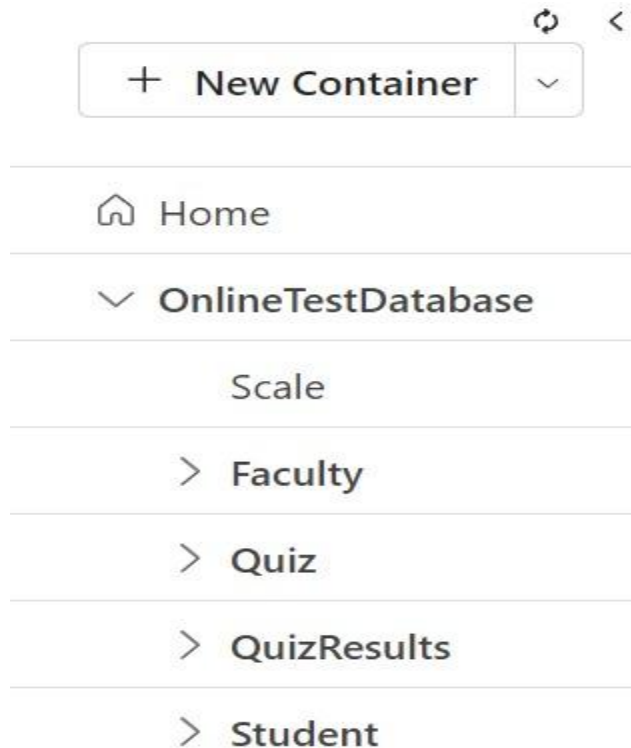 New Container
Home
OnlineTestDatabase
Scale
Faculty
Quiz
QuizResults
Student